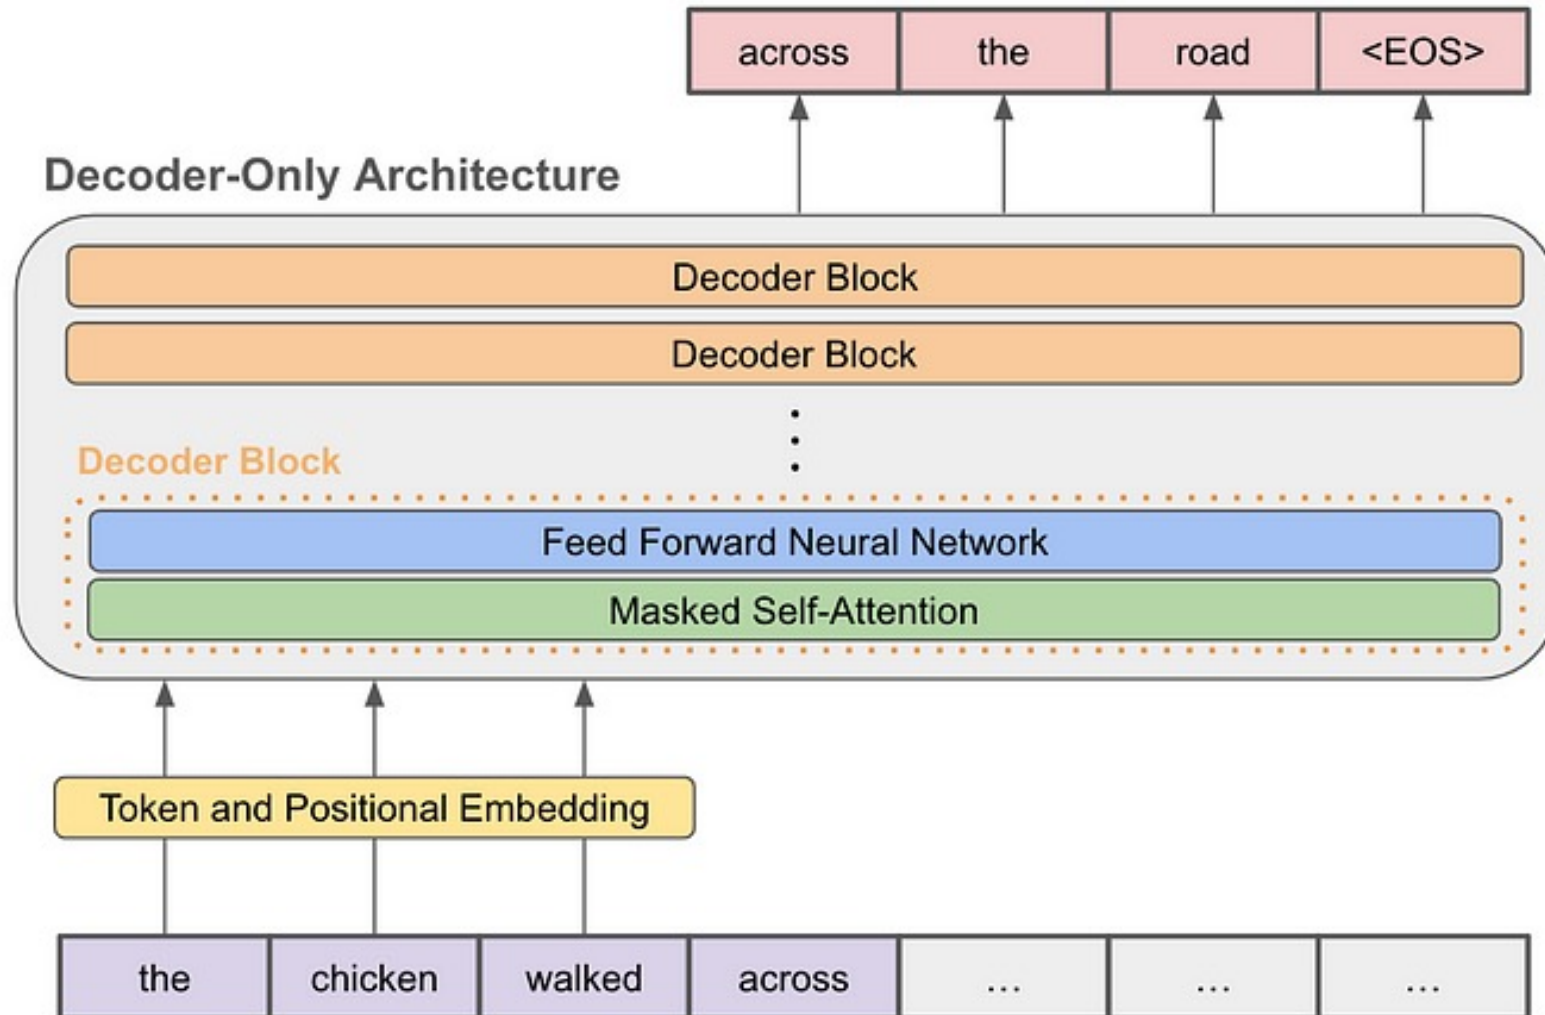 across the road <EOS>
Decoder-Only Architecture
Decoder Block
Decoder Block
Decoder Block
Feed Forward Neural Network
Masked Self-Attention
Token and Positional Embedding
the chicken walked across ... ... ...